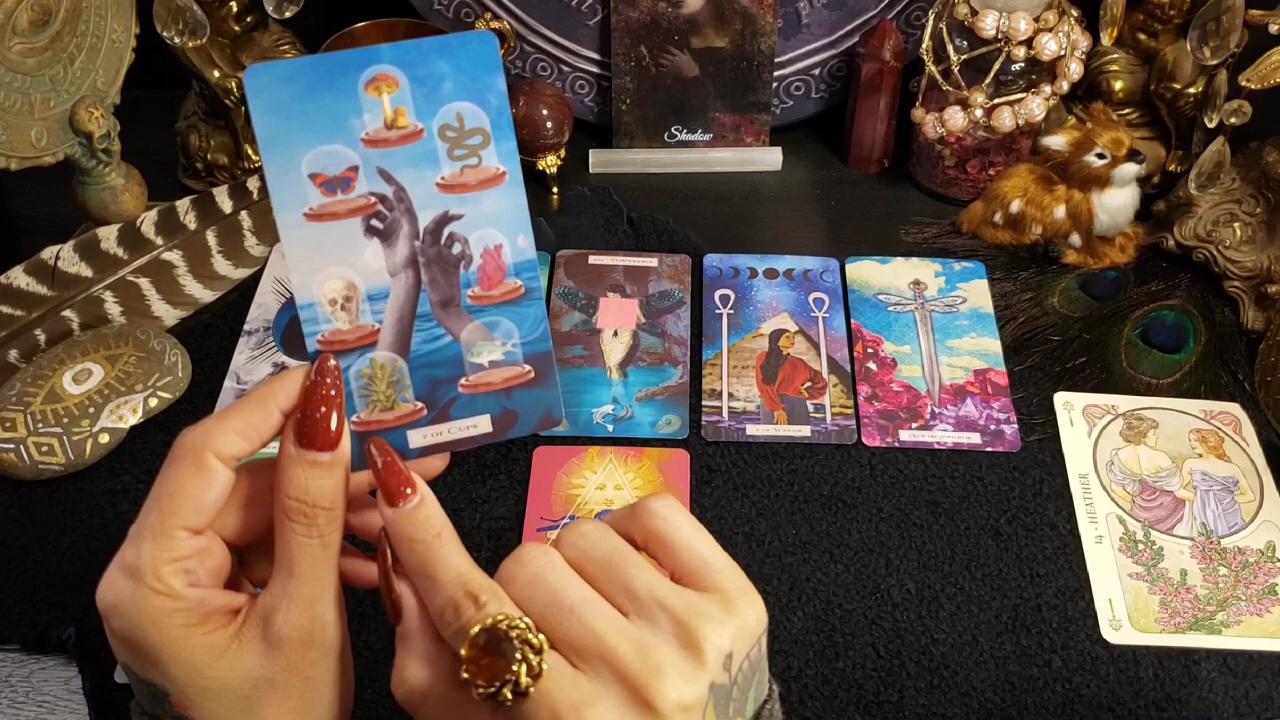 Shadow
XIV - TEMPERANCE
7 OF CUPS
2 OF WANDS
ACE OF SWORDS
14 - HEATHER